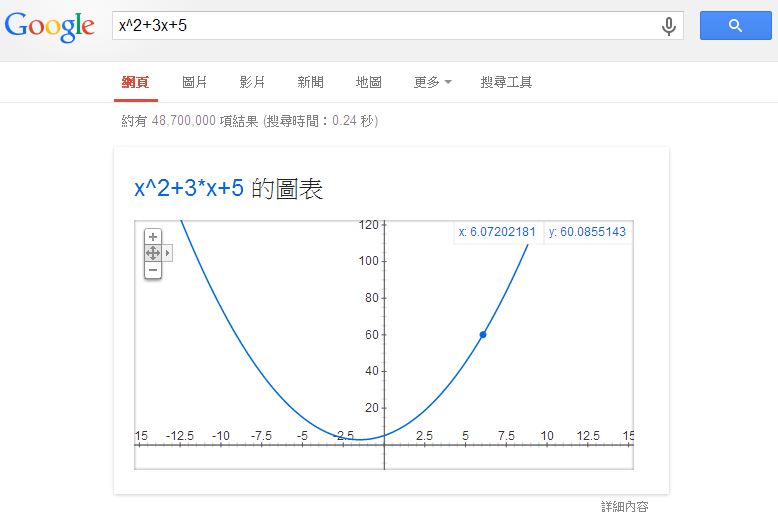 Google x^2+3x+5
網頁 圖片 影片 新聞 地圖 更多 搜尋工具
約有 48,700,000 項結果 (搜尋時間：0.24 秒)
x^2+3*x+5 的圖表
x: 6.07202181 y: 60.0855143
120
100
80
60
40
20
15 -12.5 -10 -7.5 -5 -2.5 2.5 5 7.5 10 12.5 15
詳細內容